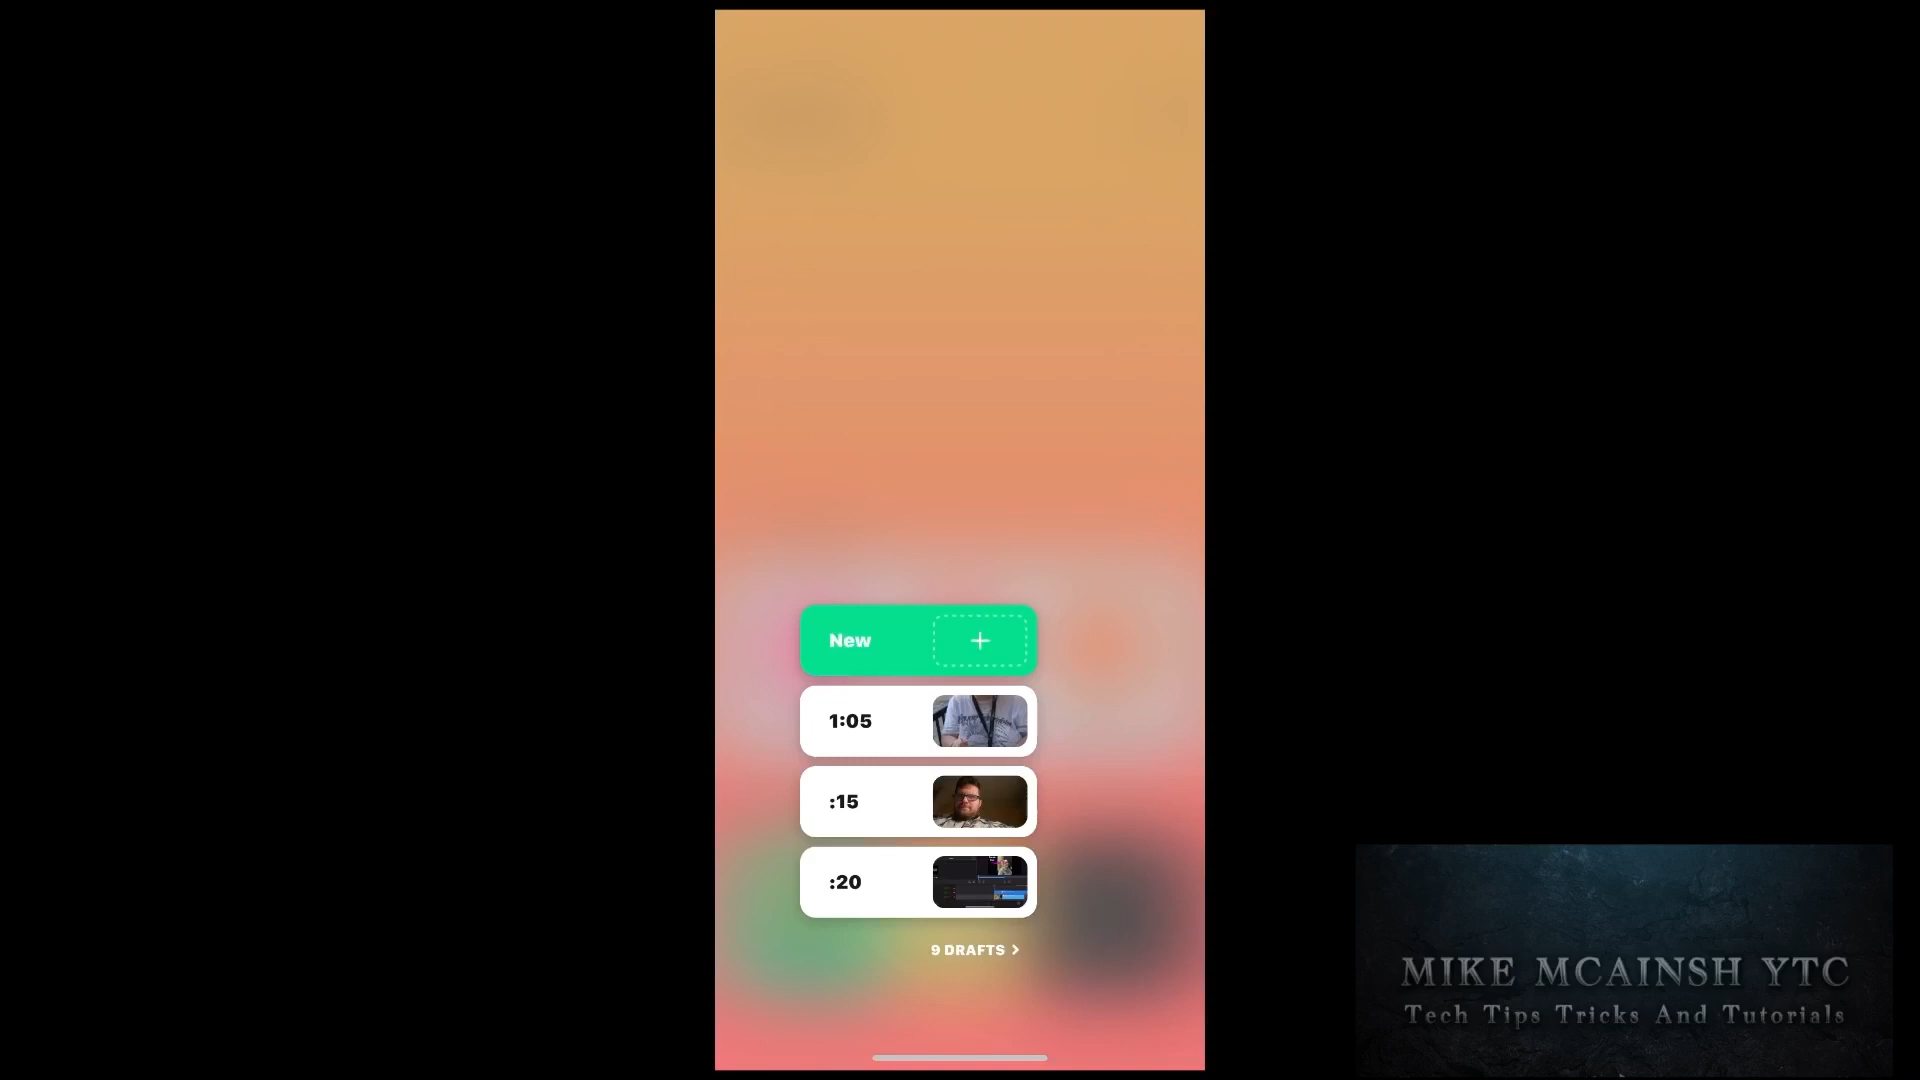 New
1:05
:15
:20
9 DRAFTS
MIKE MCAINSH YTC
Tech Tips Tricks And Tutorials